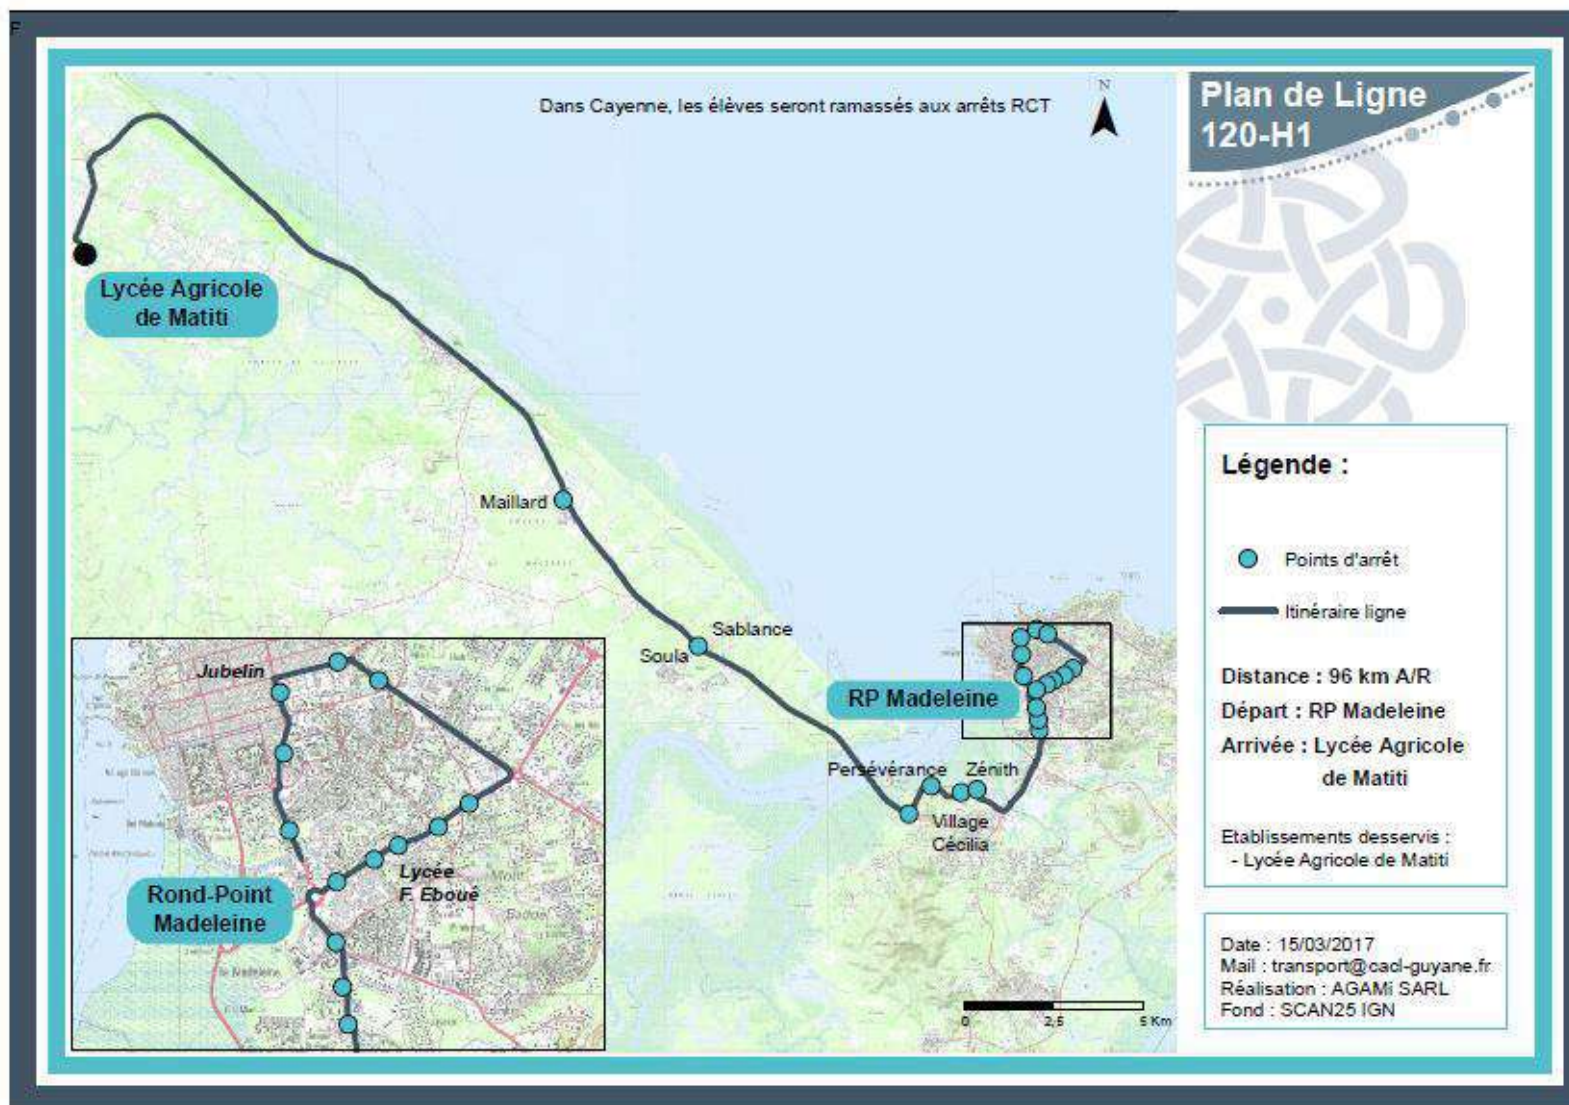 F
Dans Cayenne, les élèves seront ramassés aux arrêts RCT
N
Plan de Ligne
120-H1
Lycée Agricole
de Matiti
Maillard
Sablance
Soula
RP Madeleine
Persévérance
Zénith
Village
Cécilia
Jubelin
Lycée
F. Eboué
Rond-Point
Madeleine
0 2,5 5 Km
Légende :
Points d'arrêt
Itinéraire ligne
Distance : 96 km A/R
Départ : RP Madeleine
Arrivée : Lycée Agricole
de Matiti
Etablissements desservis :
- Lycée Agricole de Matiti
Date : 15/03/2017
Mail : transport@cacl-guyane.fr
Réalisation : AGAMi SARL
Fond : SCAN25 IGN